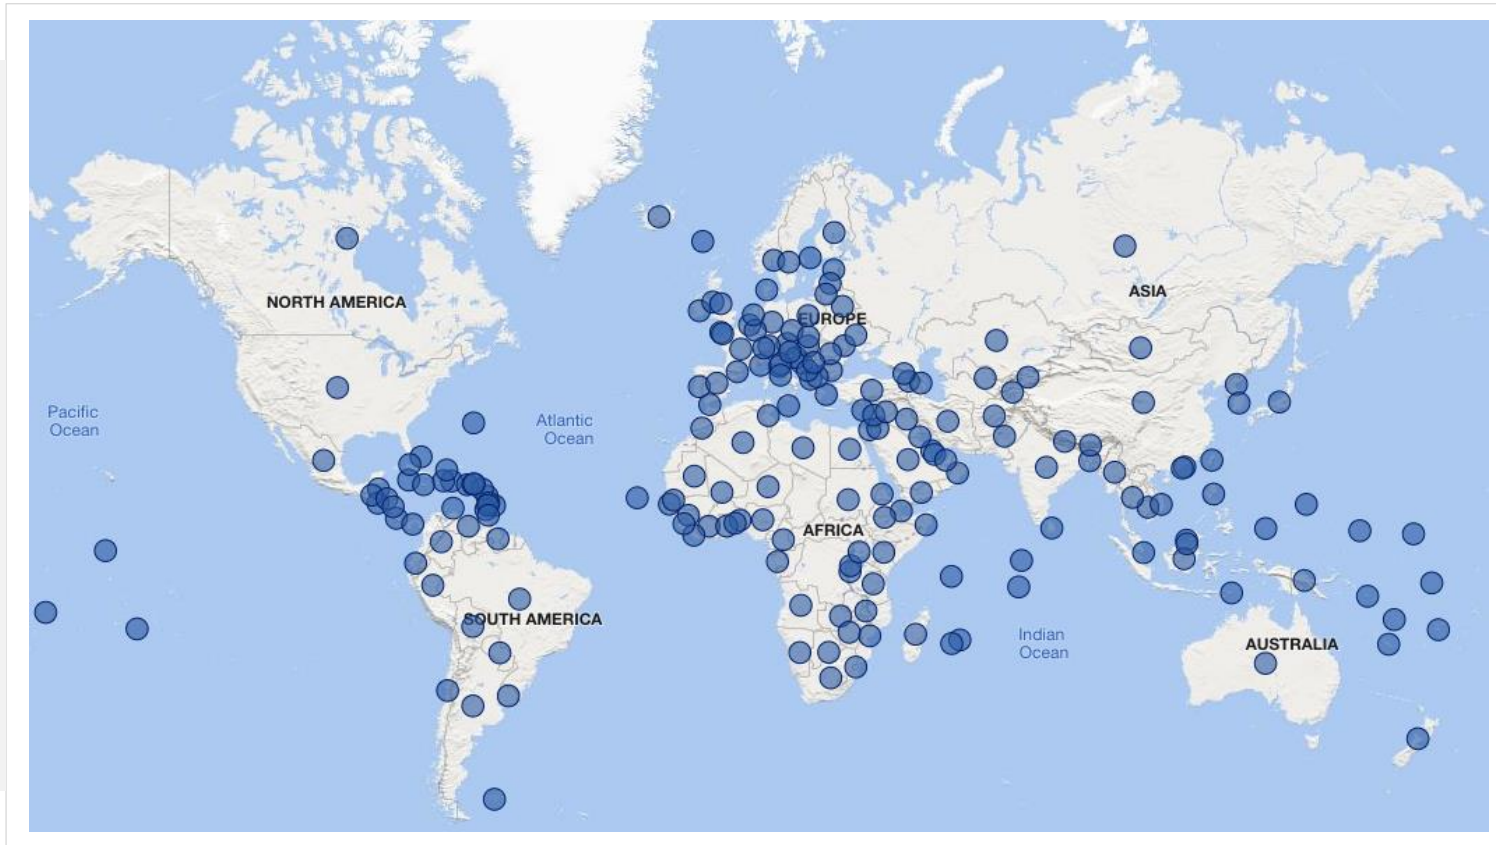 NORTH AMERICA
ASIA
EUROPE
Pacific
Ocean
Atlantic
Ocean
AFRICA
SOUTH AMERICA
Indian
Ocean
AUSTRALIA